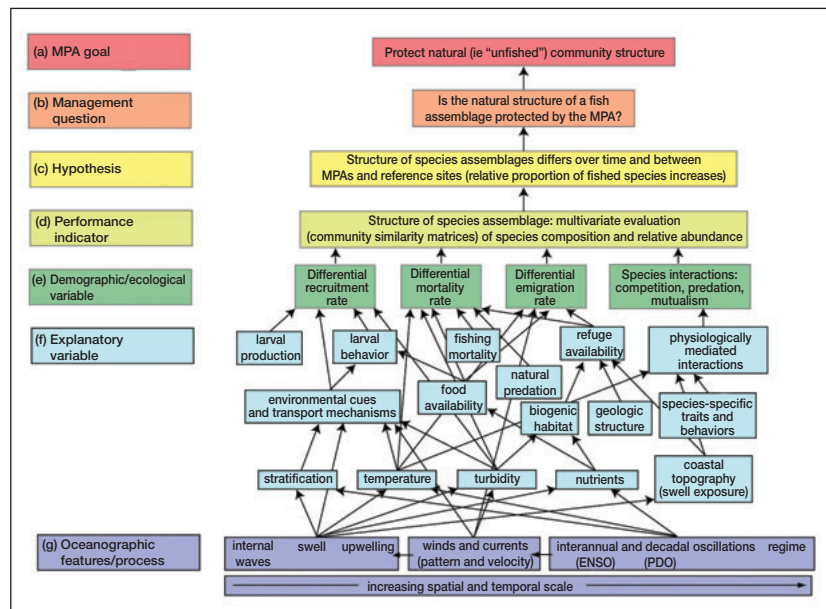 (a) MPA goal
Protect natural (ie “unfished”) community structure
(b) Management
question
Is the natural structure of a fish
assemblage protected by the MPA?
(c) Hypothesis
Structure of species assemblages differs over time and between
MPAs and reference sites (relative proportion of fished species increases)
(d) Performance
indicator
Structure of species assemblage: multivariate evaluation
(community similarity matrices) of species composition and relative abundance
(e) Demographic/ecological
variable
Differential
recruitment
rate
Differential
mortality
rate
Differential
emigration
rate
Species interactions:
competition, predation,
mutualism
(f) Explanatory
variable
larval
production
larval
behavior
fishing
mortality
refuge
availability
physiologically
mediated
interactions
natural
predation
environmental cues
and transport mechanisms
food
availability
biogenic
habitat
geologic
structure
species-specific
traits and
behaviors
stratification
temperature
turbidity
nutrients
coastal
topography
(swell exposure)
(g) Oceanographic
features/process
internal swell upwelling
waves
winds and currents
(pattern and velocity)
interannual and decadal oscillations regime
(ENSO) (PDO)
increasing spatial and temporal scale